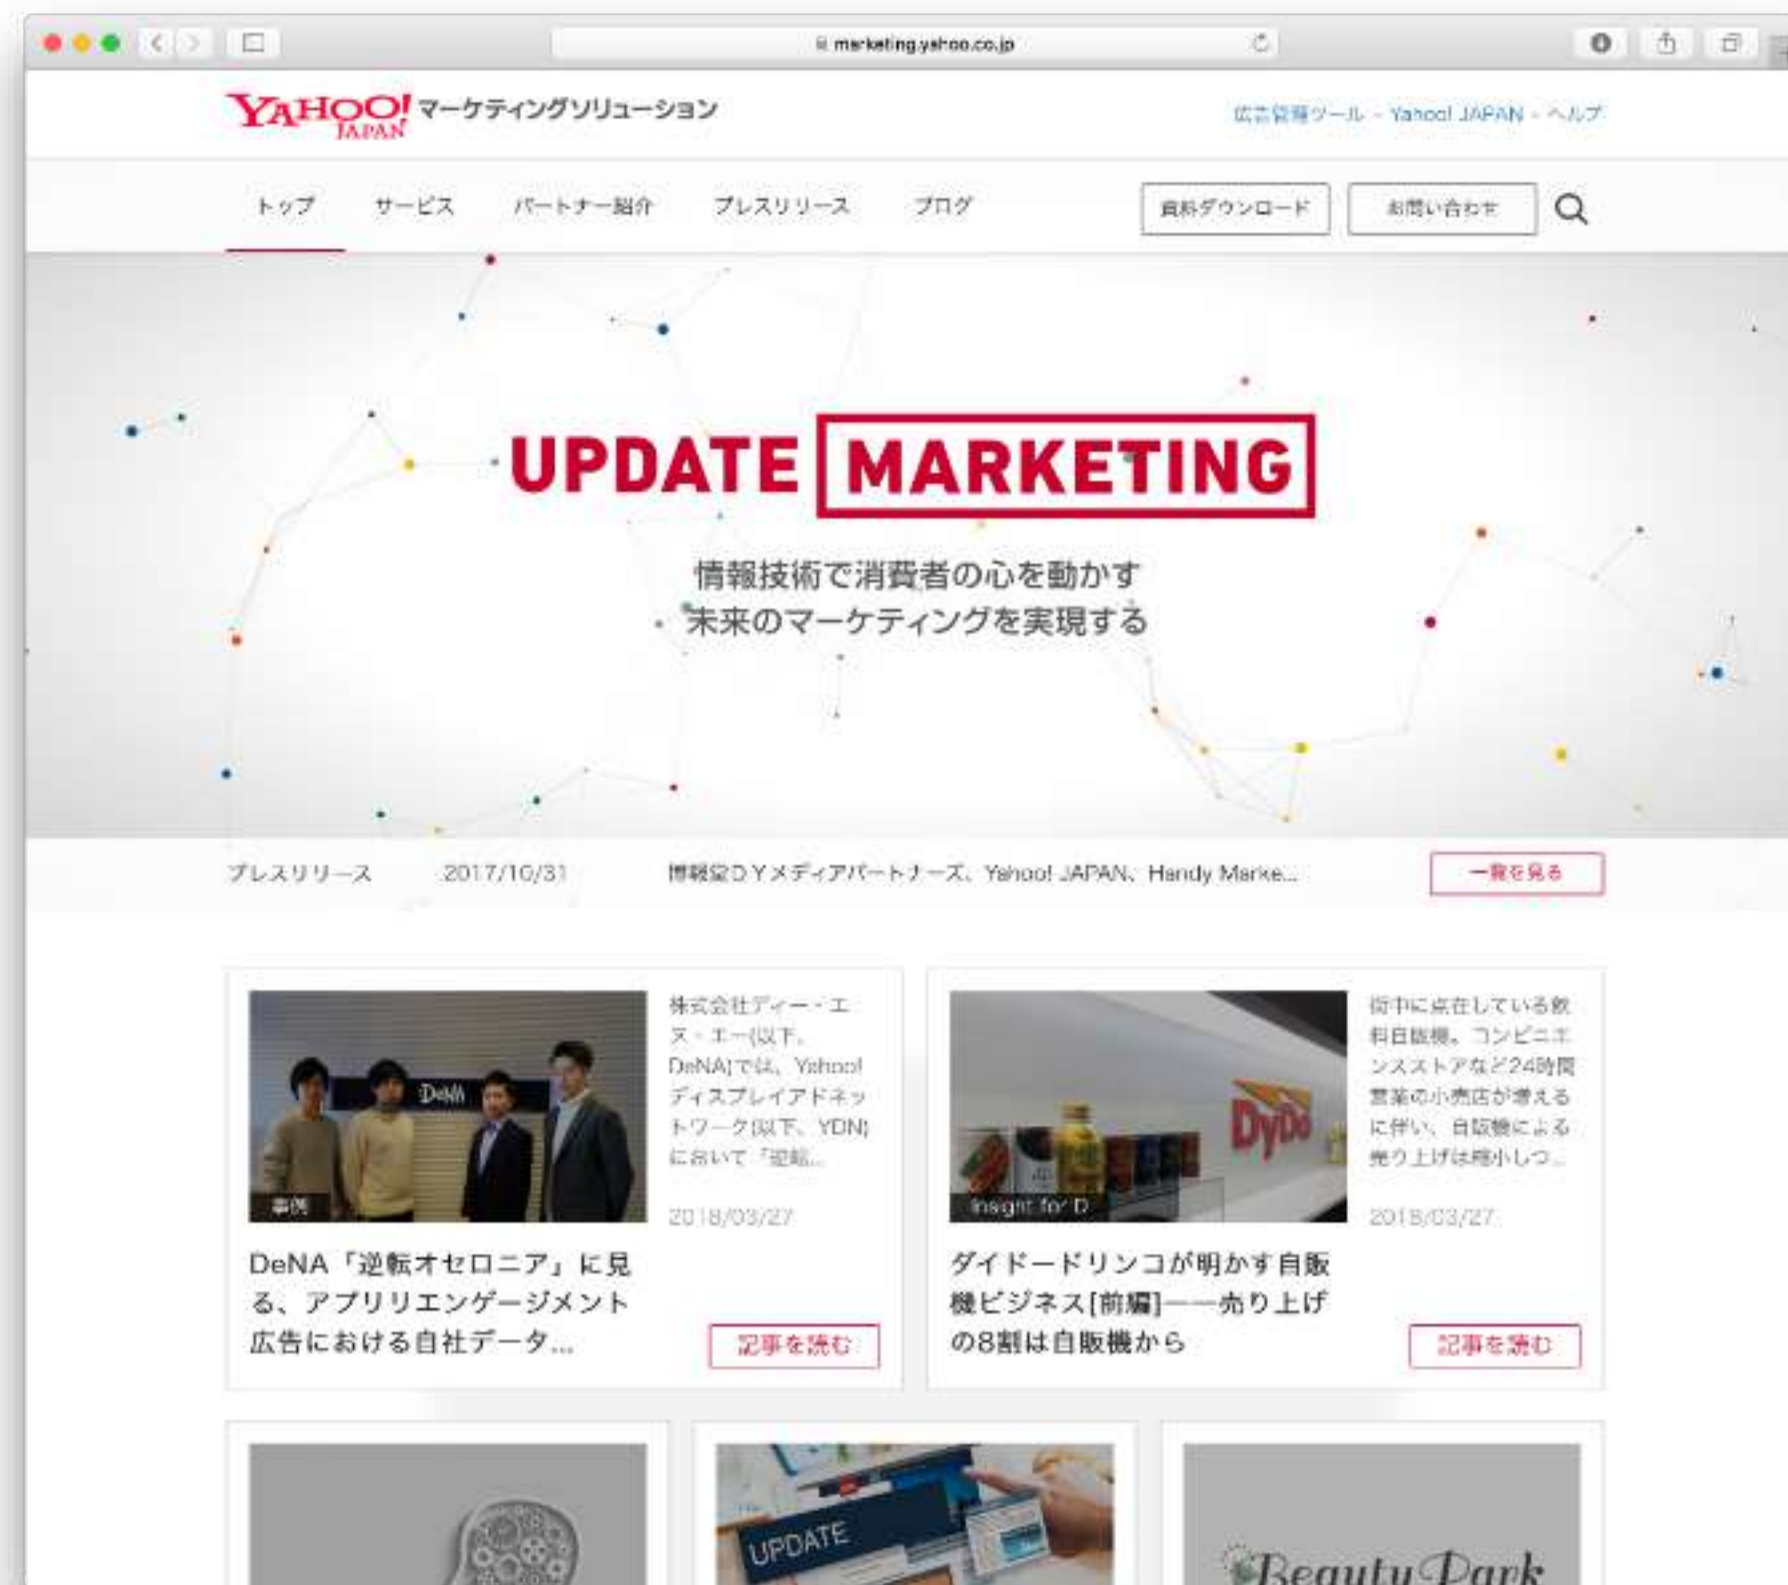 marketing.yahoo.co.jp
YAHOO! JAPAN マーケティングソリューション
広告管理ツール - Yahoo! JAPAN - ヘルプ
トップ サービス パートナー紹介 プレスリリース ブログ 資料ダウンロード お問い合わせ
UPDATE MARKETING
情報技術で消費者の心を動かす
未来のマーケティングを実現する
プレスリリース 2017/10/31 博報堂DYメディアパートナーズ、Yahoo! JAPAN、Handy Marke... 一覧を見る
DeNA
事例
株式会社ディー・エ
ヌ・エー(以下、
DeNA)では、Yahoo!
ディスプレイアドネッ
トワーク(以下、YDN)
において「逆転...
2018/03/27
DeNA「逆転オセロニア」に見
る、アプリリエンゲージメント
広告における自社データ...
記事を読む
DyDo
Insight for D
街中に点在している飲
料自販機。コンビニエ
ンスストアなど24時間
営業の小売店が増える
に伴い、自販機による
売り上げは縮小しつ...
2018/03/27
ダイドードリンコが明かす自販
機ビジネス[前編]——売り上げ
の8割は自販機から
記事を読む
UPDATE
Beauty Park